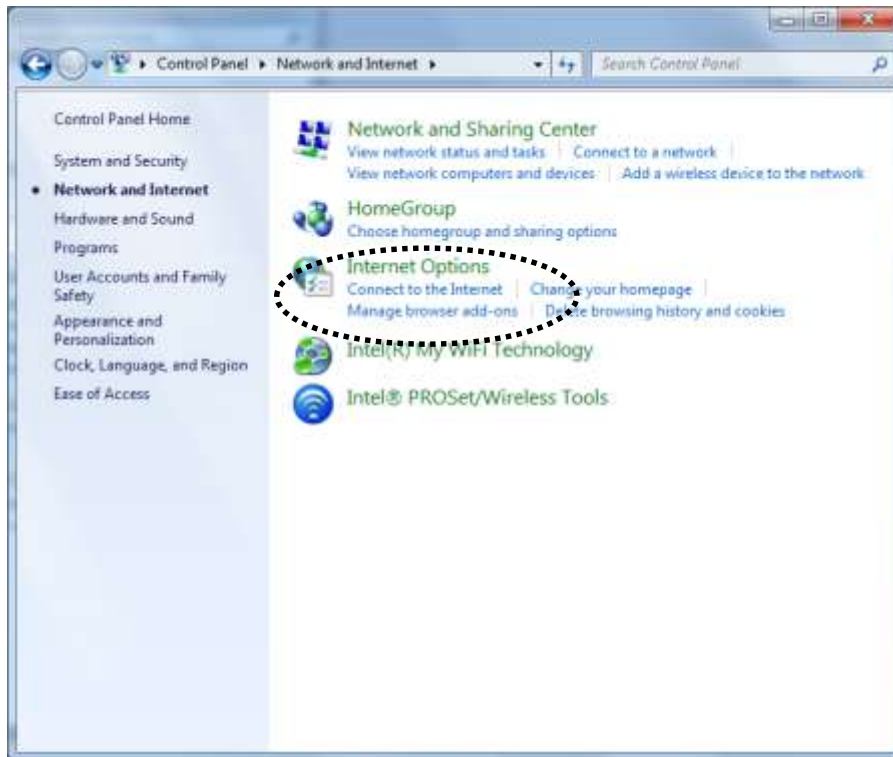 Control Panel ▸ Network and Internet ▸
Search Control Panel
Control Panel Home
System and Security
Network and Internet
Hardware and Sound
Programs
User Accounts and Family
Safety
Appearance and
Personalization
Clock, Language, and Region
Ease of Access
Network and Sharing Center
View network status and tasks | Connect to a network |
View network computers and devices | Add a wireless device to the network
HomeGroup
Choose homegroup and sharing options
Internet Options
Connect to the Internet | Change your homepage |
Manage browser add-ons | Delete browsing history and cookies
Intel(R) My WiFi Technology
Intel® PROSet/Wireless Tools